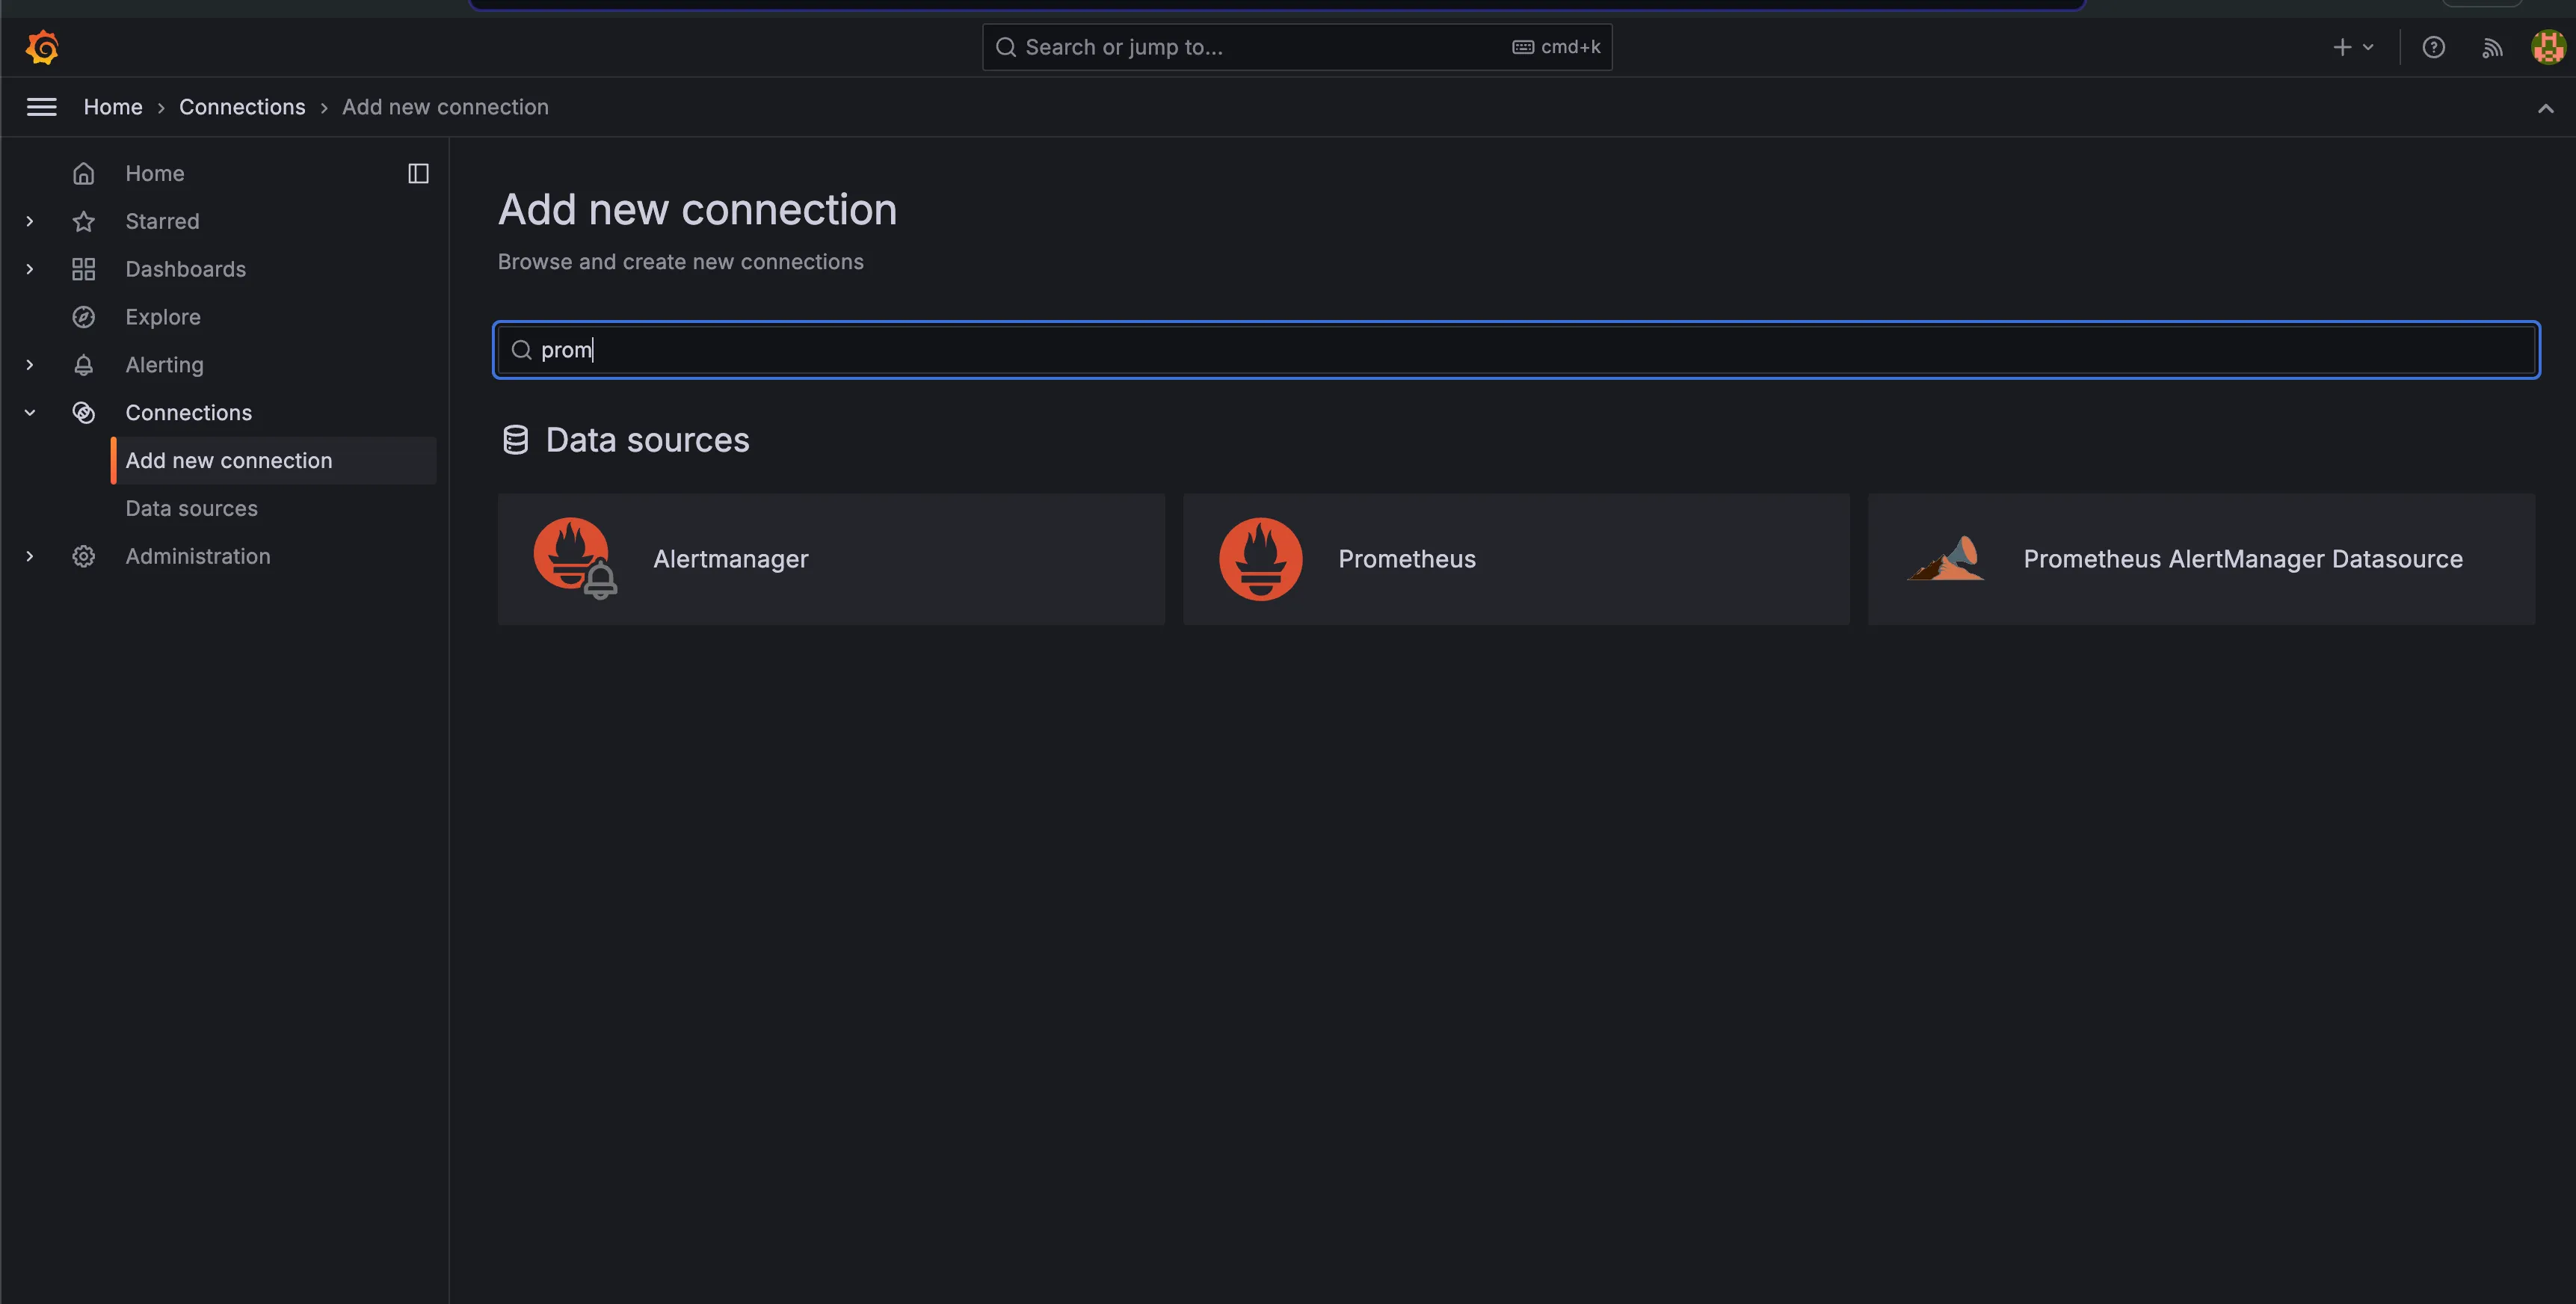 Search or jump to...
cmd+k
Home > Connections > Add new connection
Home
Starred
Dashboards
Explore
Alerting
Connections
Add new connection
Data sources
Administration
Add new connection
Browse and create new connections
prom
Data sources
Alertmanager
Prometheus
Prometheus AlertManager Datasource